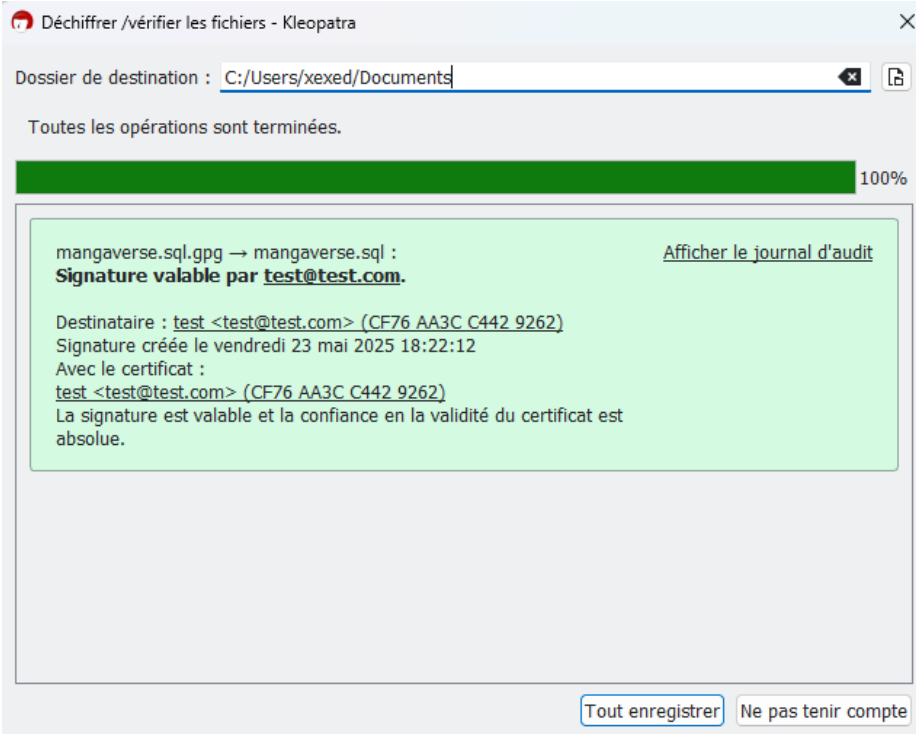 Déchiffrer /vérifier les fichiers - Kleopatra
Dossier de destination : C:/Users/xexed/Documents
Toutes les opérations sont terminées.
100%
mangaverse.sql.gpg → mangaverse.sql : Afficher le journal d'audit
Signature valable par test@test.com.
Destinataire : test <test@test.com> (CF76 AA3C C442 9262)
Signature créée le vendredi 23 mai 2025 18:22:12
Avec le certificat :
test <test@test.com> (CF76 AA3C C442 9262)
La signature est valable et la confiance en la validité du certificat est
absolue.
Tout enregistrer Ne pas tenir compte